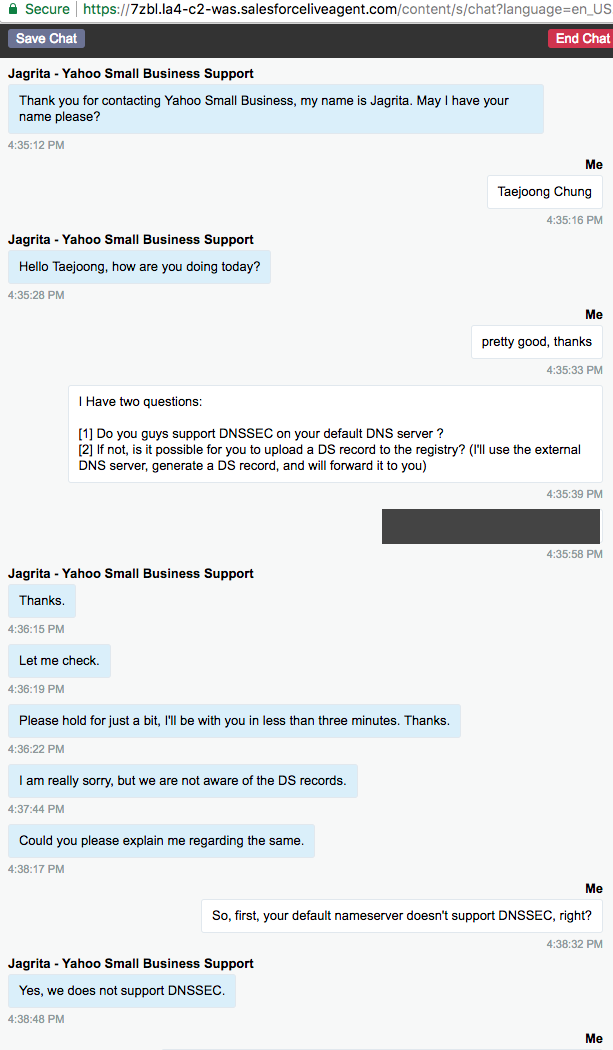 Secure https://7zbl.la4-c2-was.salesforceliveagent.com/content/s/chat?language=en_US
Save Chat
End Chat
Jagrita - Yahoo Small Business Support
Thank you for contacting Yahoo Small Business, my name is Jagrita. May I have your
name please?
4:35:12 PM
Me
Taejoong Chung
4:35:16 PM
Jagrita - Yahoo Small Business Support
Hello Taejoong, how are you doing today?
4:35:28 PM
Me
pretty good, thanks
4:35:33 PM
I Have two questions:
[1] Do you guys support DNSSEC on your default DNS server ?
[2] If not, is it possible for you to upload a DS record to the registry? (I'll use the external
DNS server, generate a DS record, and will forward it to you)
4:35:39 PM
4:35:58 PM
Jagrita - Yahoo Small Business Support
Thanks.
4:36:15 PM
Let me check.
4:36:19 PM
Please hold for just a bit, I'll be with you in less than three minutes. Thanks.
4:36:22 PM
I am really sorry, but we are not aware of the DS records.
4:37:44 PM
Could you please explain me regarding the same.
4:38:17 PM
Me
So, first, your default nameserver doesn't support DNSSEC, right?
4:38:32 PM
Jagrita - Yahoo Small Business Support
Yes, we does not support DNSSEC.
4:38:48 PM
Me